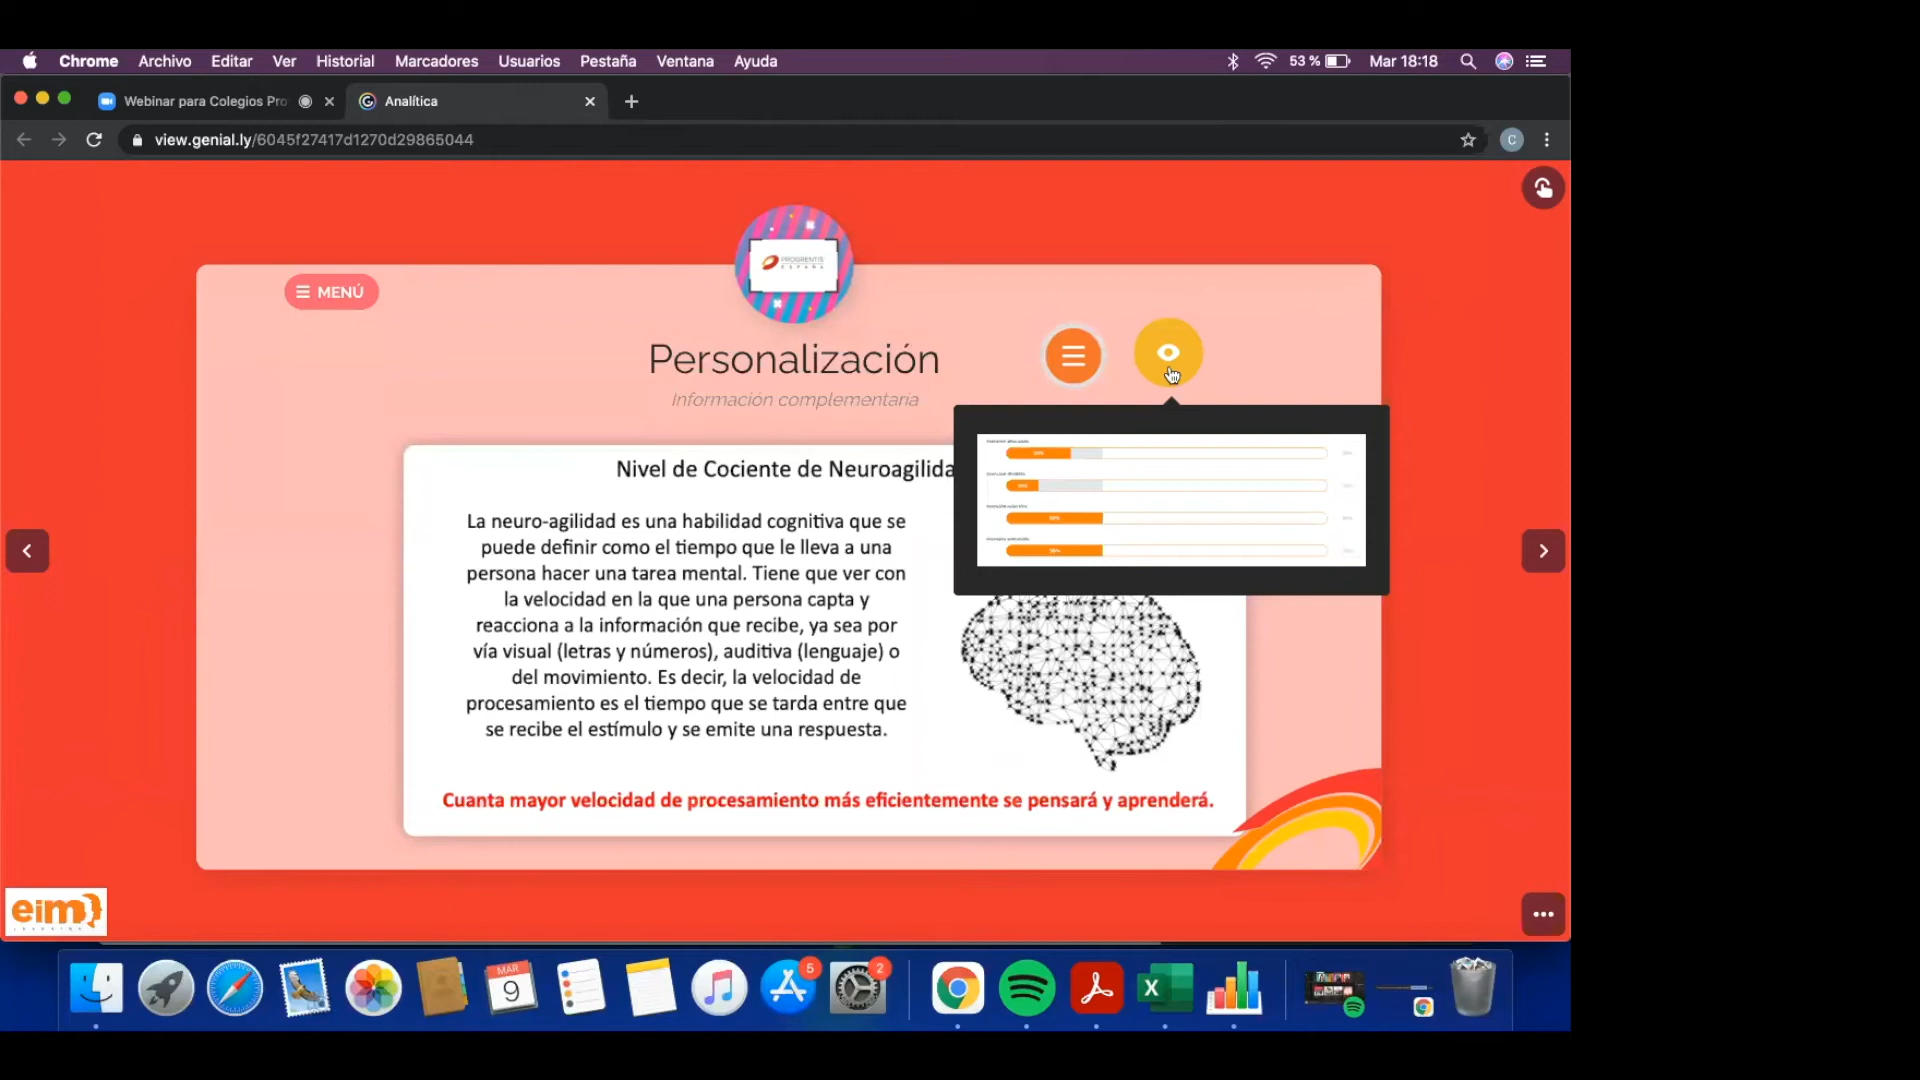 Chrome Archivo Editar Ver Historial Marcadores Usuarios Pestaña Ventana Ayuda 53 % Mar 18:18
Webinar para Colegios Pro Analítica
view.genial.ly/6045f27417d1270d29865044 C
PROGRENTIS
ESPAÑA
MENÚ
Personalización
Información complementaria
Nivel de Cociente de Neuroagilida
La neuro-agilidad es una habilidad cognitiva que se
puede definir como el tiempo que le lleva a una
persona hacer una tarea mental. Tiene que ver con
la velocidad en la que una persona capta y
reacciona a la información que recibe, ya sea por
vía visual (letras y números), auditiva (lenguaje) o
del movimiento. Es decir, la velocidad de
procesamiento es el tiempo que se tarda entre que
se recibe el estímulo y se emite una respuesta.
Cuanta mayor velocidad de procesamiento más eficientemente se pensará y aprenderá.
eim
MAR
9
5
2
X